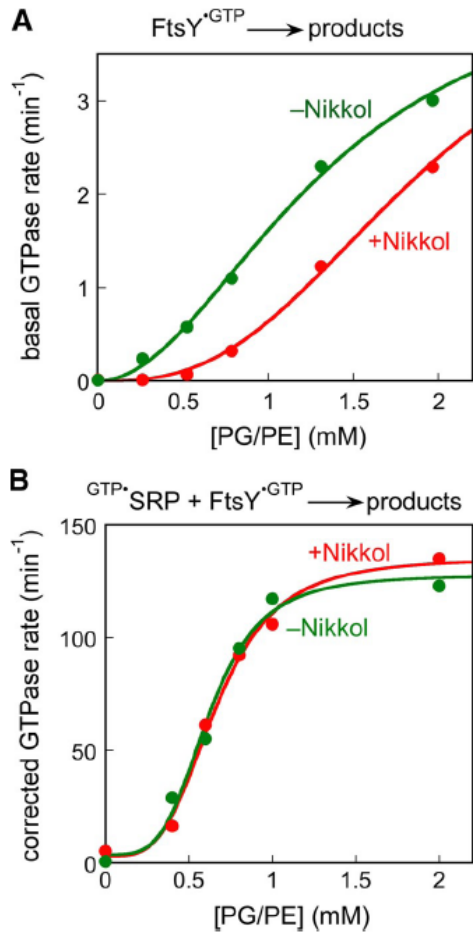 A
FtsY•GTP → products
basal GTPase rate (min-1)
3
2
1
0
–Nikkol
+Nikkol
0 0.5 1 1.5 2
[PG/PE] (mM)
B
GTP•SRP + FtsY•GTP → products
corrected GTPase rate (min-1)
150
100
50
0
+Nikkol
–Nikkol
0 0.5 1 1.5 2
[PG/PE] (mM)